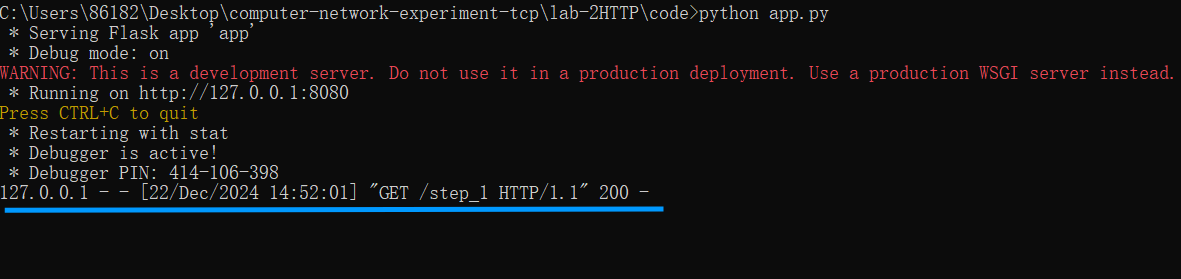 C:\Users\86182\Desktop\computer-network-experiment-tcp\lab-2HTTP\code>python app.py
 * Serving Flask app 'app'
 * Debug mode: on
WARNING: This is a development server. Do not use it in a production deployment. Use a production WSGI server instead.
 * Running on http://127.0.0.1:8080
Press CTRL+C to quit
 * Restarting with stat
 * Debugger is active!
 * Debugger PIN: 414-106-398
127.0.0.1 - - [22/Dec/2024 14:52:01] "GET /step_1 HTTP/1.1" 200 -